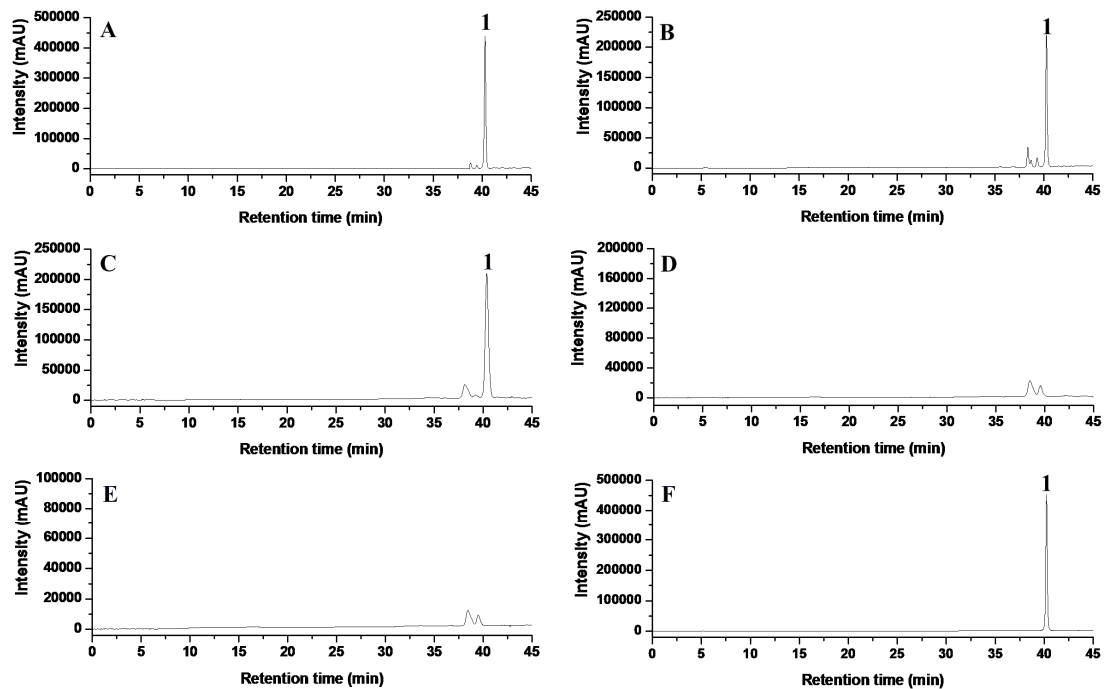 A
1
Intensity (mAU)
500000
400000
300000
200000
100000
0
0 5 10 15 20 25 30 35 40 45
Retention time (min)
B
1
Intensity (mAU)
250000
200000
150000
100000
50000
0
0 5 10 15 20 25 30 35 40 45
Retention time (min)
C
1
Intensity (mAU)
250000
200000
150000
100000
50000
0
0 5 10 15 20 25 30 35 40 45
Retention time (min)
D
Intensity (mAU)
200000
160000
120000
80000
40000
0
0 5 10 15 20 25 30 35 40 45
Retention time (min)
E
Intensity (mAU)
100000
80000
60000
40000
20000
0
0 5 10 15 20 25 30 35 40 45
Retention time (min)
F
1
Intensity (mAU)
500000
400000
300000
200000
100000
0
0 5 10 15 20 25 30 35 40 45
Retention time (min)